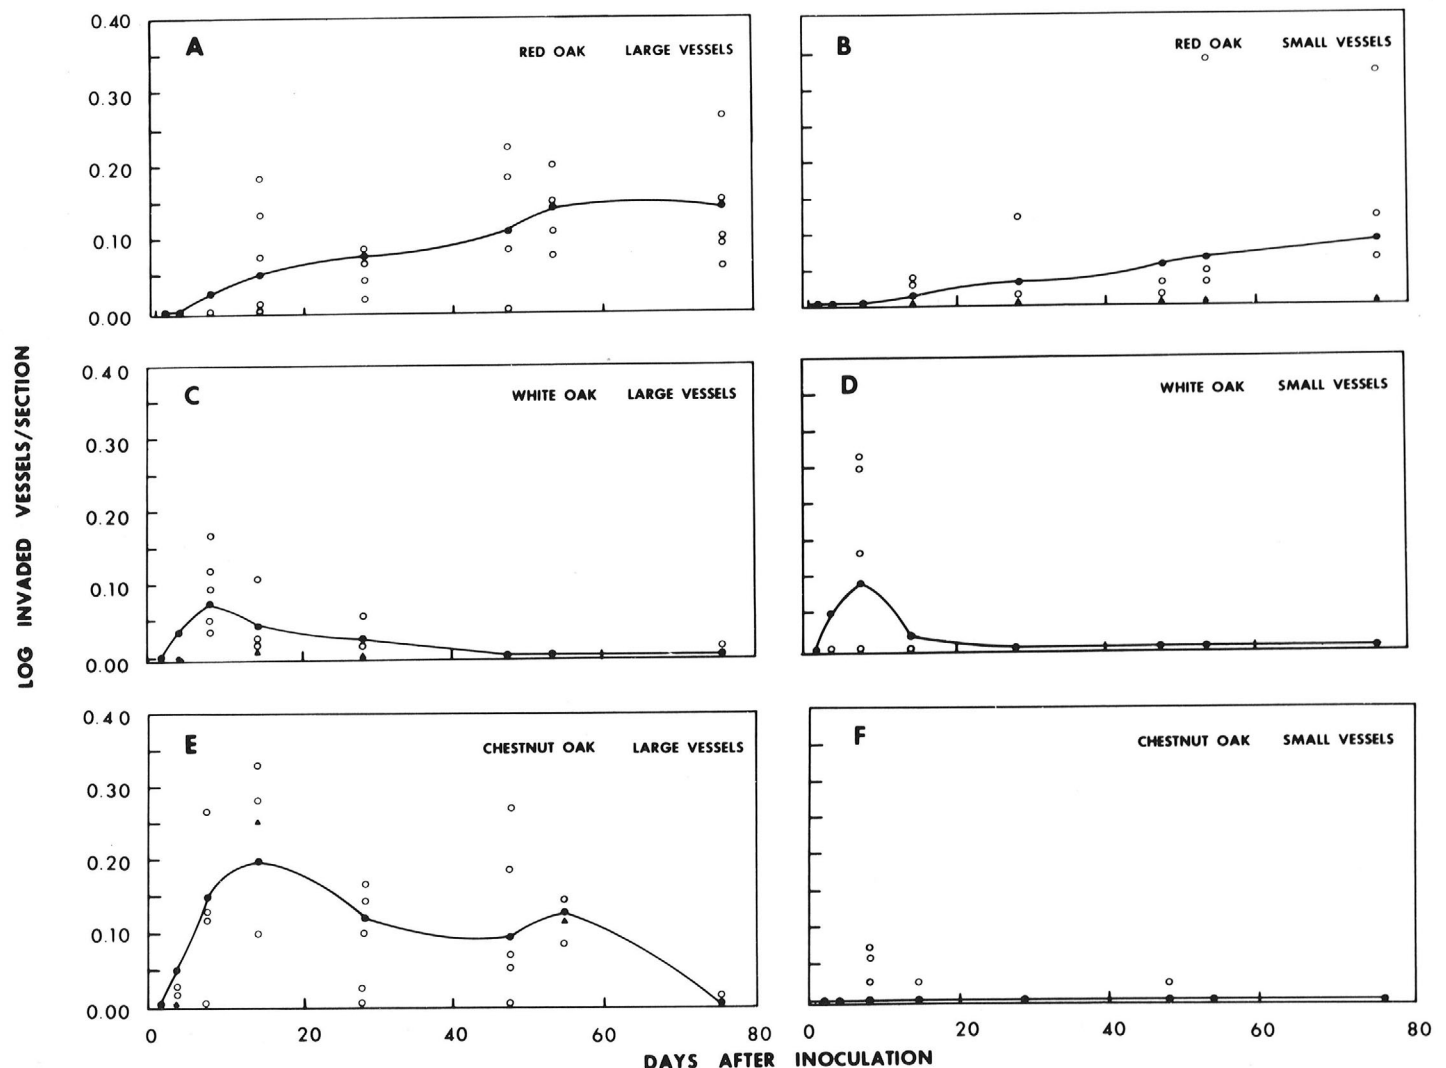 0.40
A
RED OAK LARGE VESSELS
0.30
0.20
0.10
0.00
B
RED OAK SMALL VESSELS
LOG INVADED VESSELS/SECTION
0.40
C
WHITE OAK LARGE VESSELS
0.30
0.20
0.10
0.00
D
WHITE OAK SMALL VESSELS
0.40
E
CHESTNUT OAK LARGE VESSELS
0.30
0.20
0.10
0.00
0 20 40 60 80
F
CHESTNUT OAK SMALL VESSELS
0 20 40 60 80
DAYS AFTER INOCULATION